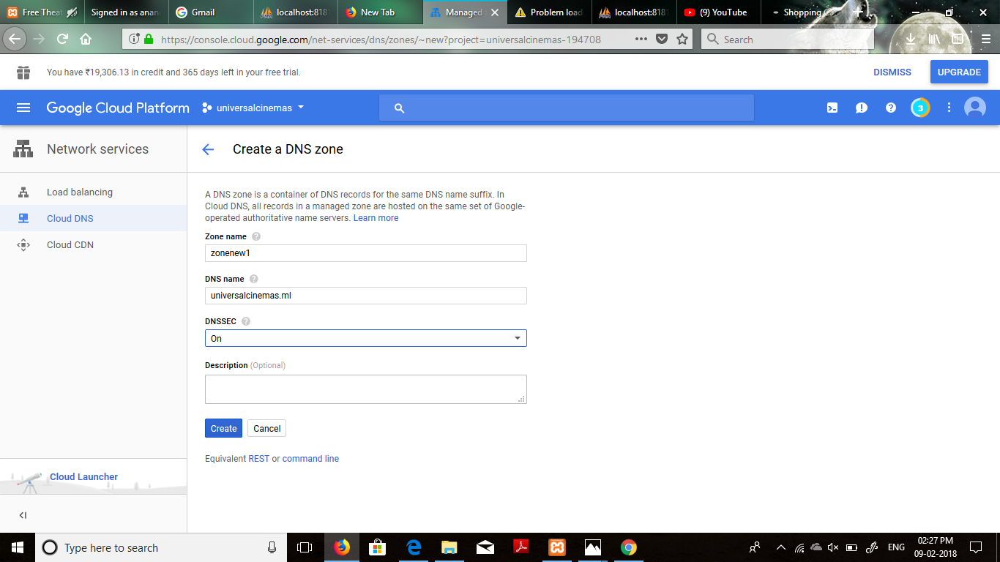 Free Theat
Signed in as anan
Gmail
localhost:8181
New Tab
Managed
Problem load
localhost:8181
(9) YouTube
Shopping Ca
https://console.cloud.google.com/net-services/dns/zones/~new?project=universalcinemas-194708
Search
You have ₹19,306.13 in credit and 365 days left in your free trial.
DISMISS
UPGRADE
Google Cloud Platform
universalcinemas
3
Network services
Create a DNS zone
Load balancing
Cloud DNS
Cloud CDN
A DNS zone is a container of DNS records for the same DNS name suffix. In
Cloud DNS, all records in a managed zone are hosted on the same set of Google-
operated authoritative name servers. Learn more
Zone name
zonenew1
DNS name
universalcinemas.ml
DNSSEC
On
Description (Optional)
Create
Cancel
Equivalent REST or command line
Cloud Launcher
Type here to search
ENG
02:27 PM
09-02-2018